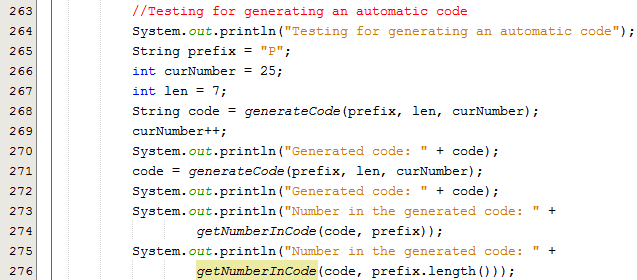 263 //Testing for generating an automatic code
264 System.out.println("Testing for generating an automatic code");
265 String prefix = "P";
266 int curNumber = 25;
267 int len = 7;
268 String code = generateCode(prefix, len, curNumber);
269 curNumber++;
270 System.out.println("Generated code: " + code);
271 code = generateCode(prefix, len, curNumber);
272 System.out.println("Generated code: " + code);
273 System.out.println("Number in the generated code: " +
274 getNumberInCode(code, prefix));
275 System.out.println("Number in the generated code: " +
276 getNumberInCode(code, prefix.length()));